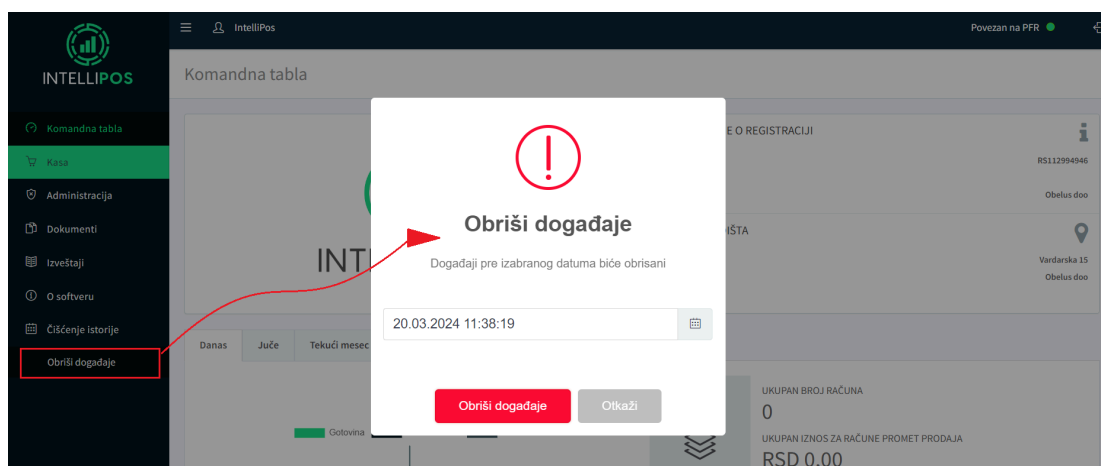 IntelliPos
Povezan na PFR
INTELLIPOS
Komandna tabla
Komandna tabla
Kasa
Administracija
Dokumenti
Izveštaji
O softveru
Čišćenje istorije
Obriši događaje
INT
E O REGISTRACIJI
RS112994946
Obelus doo
IŠTA
Vardarska 15
Obelus doo
Obriši događaje
Događaji pre izabranog datuma biće obrisani
20.03.2024 11:38:19
Obriši događaje
Otkaži
Danas
Juče
Tekući mesec
Gotovina
UKUPAN BROJ RAČUNA
0
UKUPAN IZNOS ZA RAČUNE PROMET PRODAJA
RSD 0.00